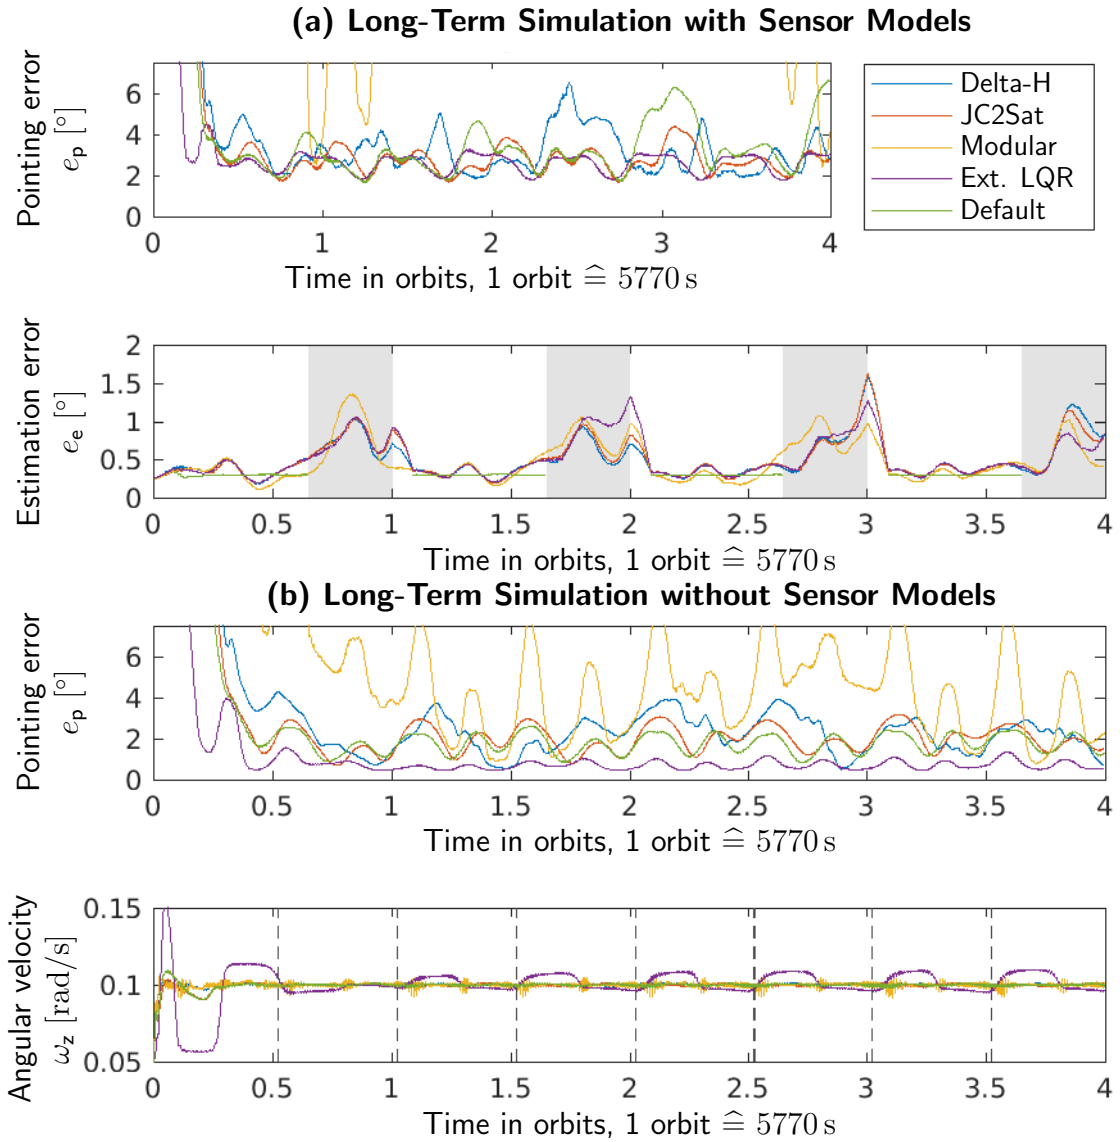 (a) Long-Term Simulation with Sensor Models
Pointing error
eₚ [°]
6
4
2
0
0 1 2 3 4
Time in orbits, 1 orbit ≙ 5770 s
Delta-H
JC2Sat
Modular
Ext. LQR
Default
Estimation error
eₑ [°]
2
1.5
1
0.5
0
0 0.5 1 1.5 2 2.5 3 3.5 4
Time in orbits, 1 orbit ≙ 5770 s
(b) Long-Term Simulation without Sensor Models
Pointing error
eₚ [°]
6
4
2
0
0 0.5 1 1.5 2 2.5 3 3.5 4
Time in orbits, 1 orbit ≙ 5770 s
Angular velocity
ω_z [rad/s]
0.15
0.1
0.05
0 0.5 1 1.5 2 2.5 3 3.5 4
Time in orbits, 1 orbit ≙ 5770 s